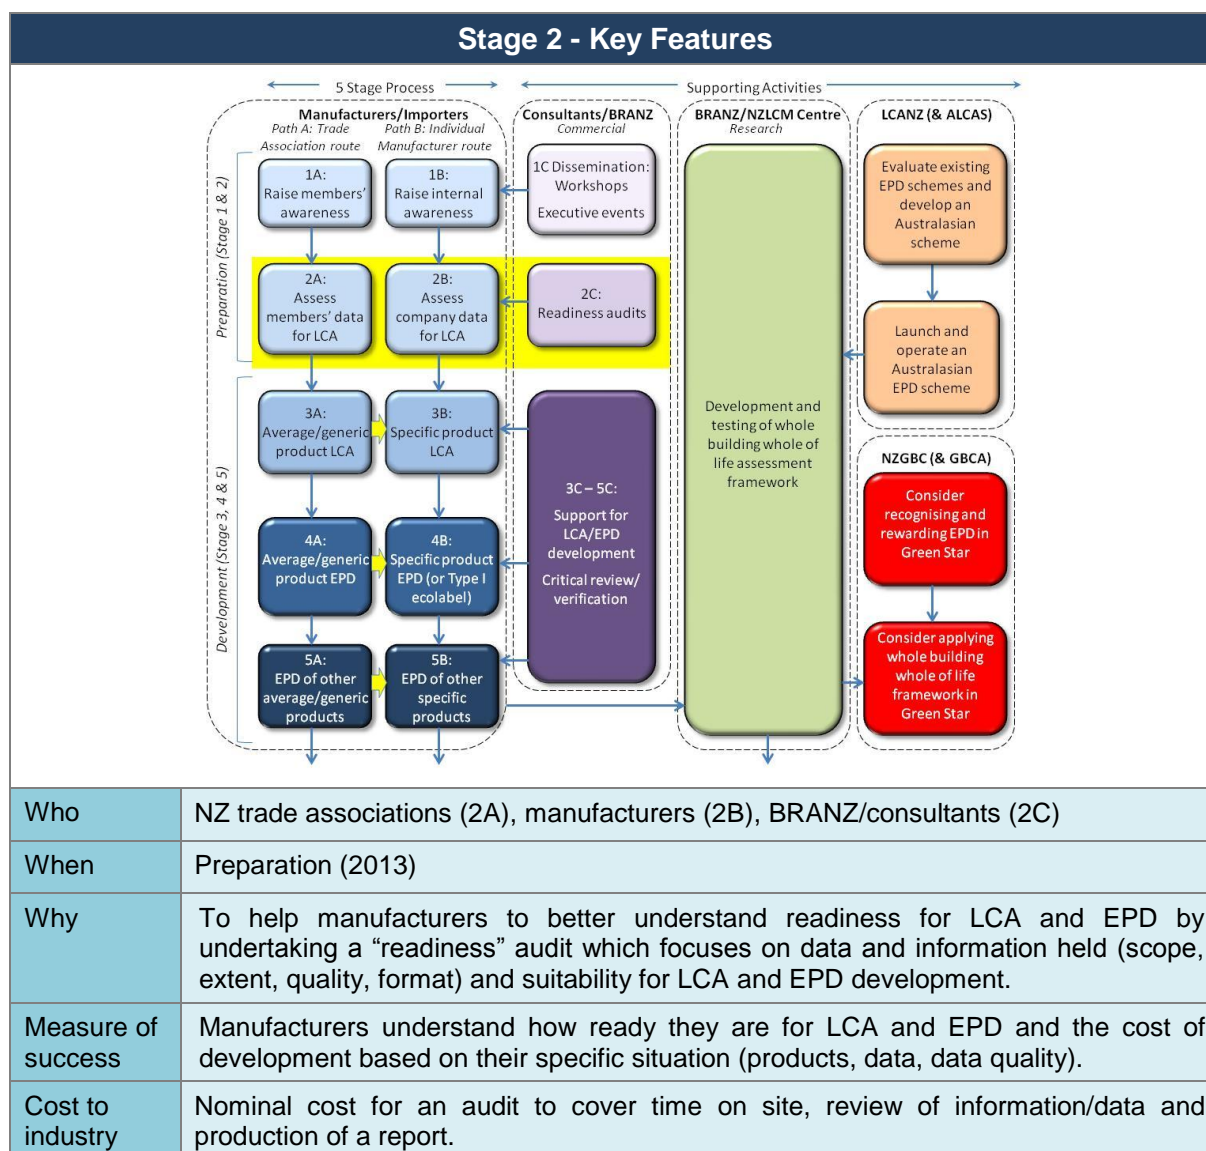 Stage 2 - Key Features
5 Stage Process
Supporting Activities
Manufacturers/Importers
Path A: Trade
Association route
Path B: Individual
Manufacturer route
Consultants/BRANZ
Commercial
BRANZ/NZLCM Centre
Research
LCANZ (& ALCAS)
Preparation (Stage 1 & 2)
1A:
Raise members'
awareness
1B:
Raise internal
awareness
1C Dissemination:
Workshops
Executive events
Evaluate existing
EPD schemes and
develop an
Australasian
scheme
2A:
Assess
members' data
for LCA
2B:
Assess
company data
for LCA
2C:
Readiness audits
Launch and
operate an
Australasian
EPD scheme
Development (Stage 3, 4 & 5)
3A:
Average/generic
product LCA
3B:
Specific product
LCA
Development and
testing of whole
building whole of
life assessment
framework
NZGBC (& GBCA)
3C – 5C:
Support for
LCA/EPD
development
Critical review/
verification
Consider
recognising and
rewarding EPD in
Green Star
4A:
Average/generic
product EPD
4B:
Specific product
EPD (or Type I
ecolabel)
5A:
EPD of other
average/generic
products
5B:
EPD of other
specific
products
Consider applying
whole building
whole of life
framework in
Green Star
Who
NZ trade associations (2A), manufacturers (2B), BRANZ/consultants (2C)
When
Preparation (2013)
Why
To help manufacturers to better understand readiness for LCA and EPD by
undertaking a “readiness” audit which focuses on data and information held (scope,
extent, quality, format) and suitability for LCA and EPD development.
Measure of
success
Manufacturers understand how ready they are for LCA and EPD and the cost of
development based on their specific situation (products, data, data quality).
Cost to
industry
Nominal cost for an audit to cover time on site, review of information/data and
production of a report.